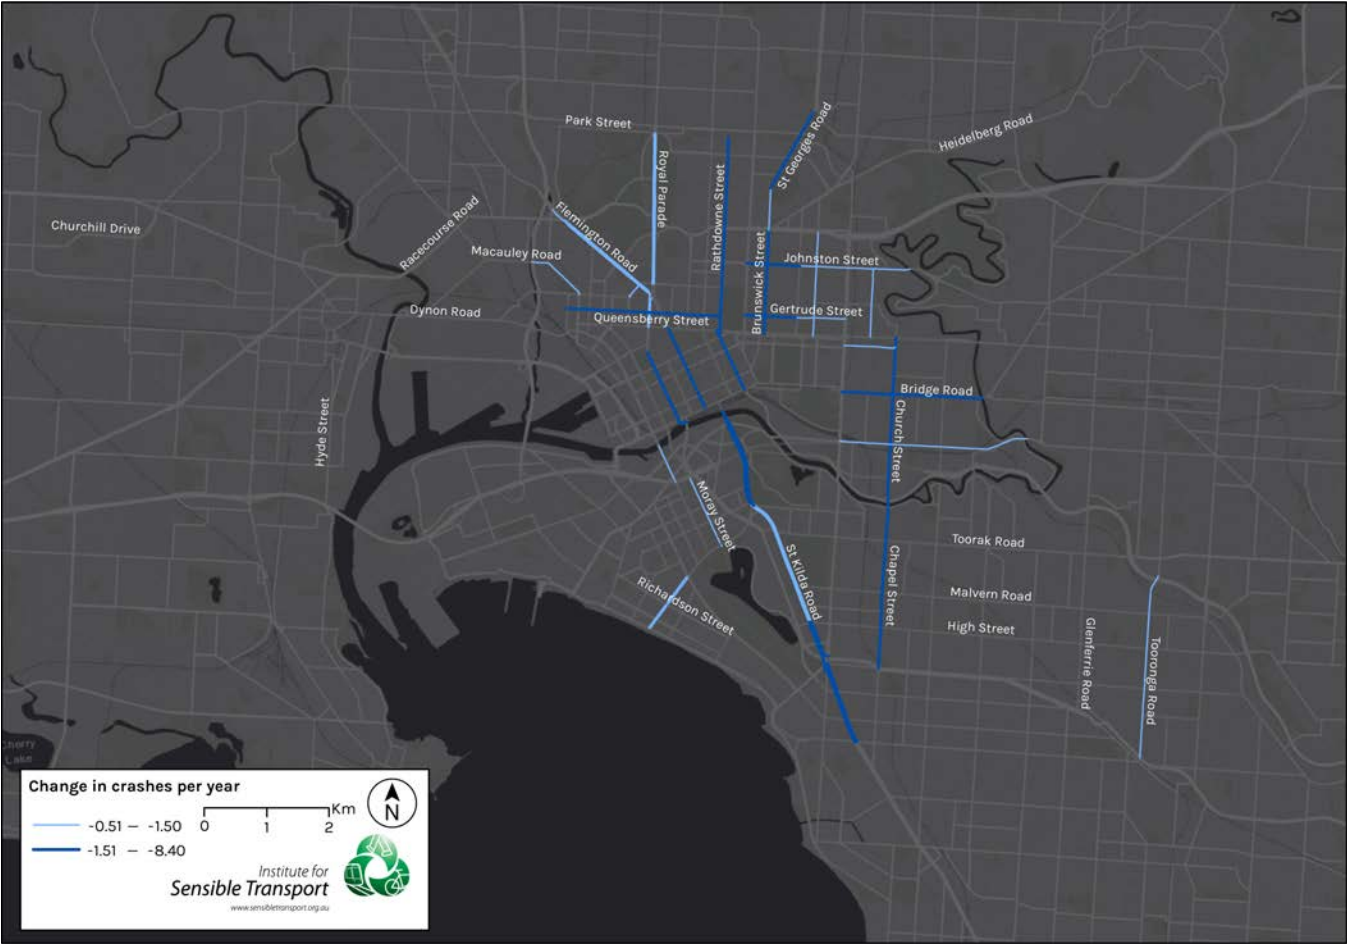 Park Street
Royal Parade
Rathdowne Street
St Georges Road
Heidelberg Road
Churchill Drive
Racecourse Road
Flemington Road
Macauley Road
Brunswick Street
Johnston Street
Dynon Road
Queensberry Street
Gertrude Street
Bridge Road
Hyde Street
Church Street
Moray Street
St Kilda Road
Toorak Road
Chapel Street
Richardson Street
Malvern Road
High Street
Glenferrie Road
Tooronga Road
Cherry
Lake
Change in crashes per year
-0.51 — -1.50
-1.51 — -8.40
0 1 2 Km
N
Institute for
Sensible Transport
www.sensibletransport.org.au